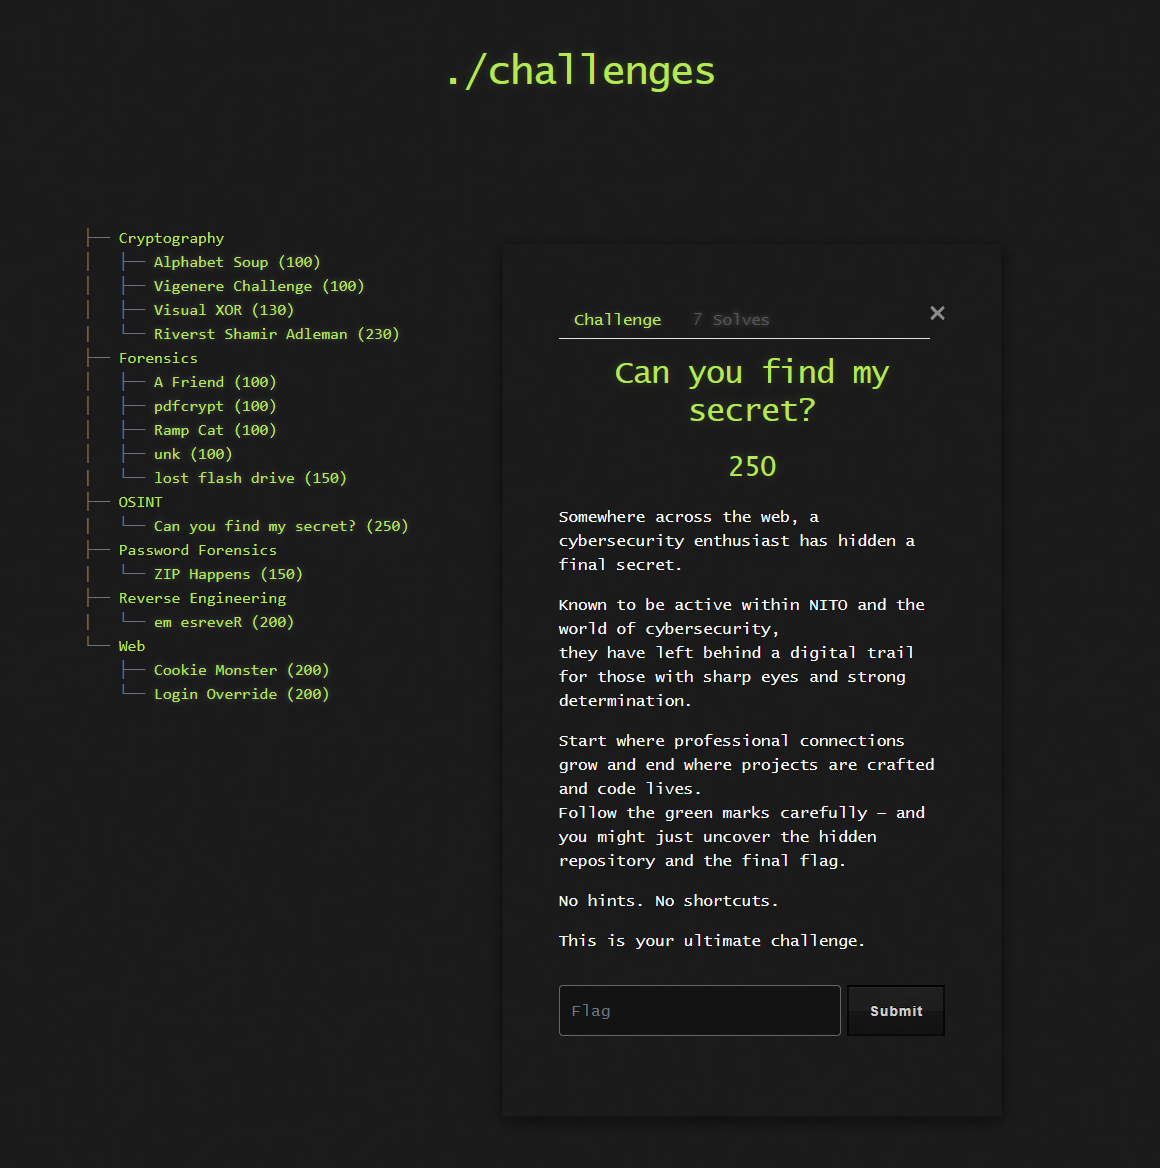 ./challenges
├── Cryptography
│   ├── Alphabet Soup (100)
│   ├── Vigenere Challenge (100)
│   ├── Visual XOR (130)
│   └── Riverst Shamir Adleman (230)
├── Forensics
│   ├── A Friend (100)
│   ├── pdfcrypt (100)
│   ├── Ramp Cat (100)
│   ├── unk (100)
│   └── lost flash drive (150)
├── OSINT
│   └── Can you find my secret? (250)
├── Password Forensics
│   └── ZIP Happens (150)
├── Reverse Engineering
│   └── em esreveR (200)
└── Web
    ├── Cookie Monster (200)
    └── Login Override (200)
Challenge 7 Solves ×
Can you find my
secret?
250
Somewhere across the web, a
cybersecurity enthusiast has hidden a
final secret.
Known to be active within NITO and the
world of cybersecurity,
they have left behind a digital trail
for those with sharp eyes and strong
determination.
Start where professional connections
grow and end where projects are crafted
and code lives.
Follow the green marks carefully — and
you might just uncover the hidden
repository and the final flag.
No hints. No shortcuts.
This is your ultimate challenge.
Flag
Submit